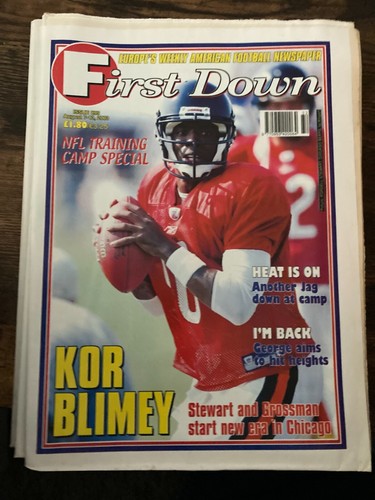 EUROPE'S WEEKLY AMERICAN FOOTBALL NEWSPAPER
First Down
£1.80
NFL TRAINING
CAMP SPECIAL
2
HEAT IS ON
Another Jag
down at camp
I'M BACK
George aims
to hit heights
KOR
BLIMEY
Stewart and Grossman
start new era in Chicago